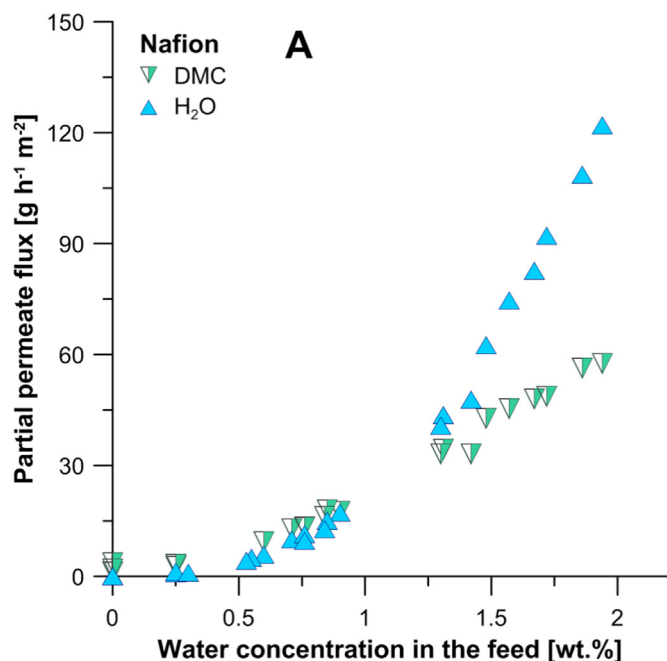 A
Nafion
DMC
H₂O
Partial permeate flux [g h⁻¹ m⁻²]
150
120
90
60
30
0
0 0.5 1 1.5 2
Water concentration in the feed [wt.%]